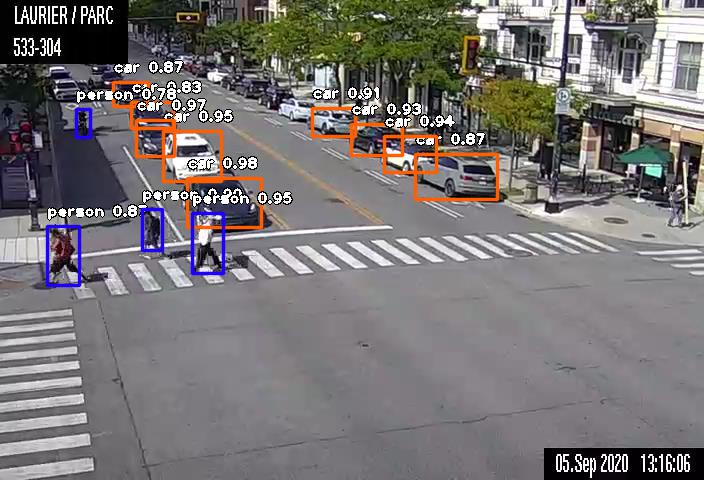 LAURIER / PARC
533-304
car 0.87
person 0.78
car 0.83
car 0.97
car 0.95
car 0.91
car 0.93
car 0.94
car 0.87
car 0.98
person
person 0.95
person 0.8
05.Sep 2020 13:16:06